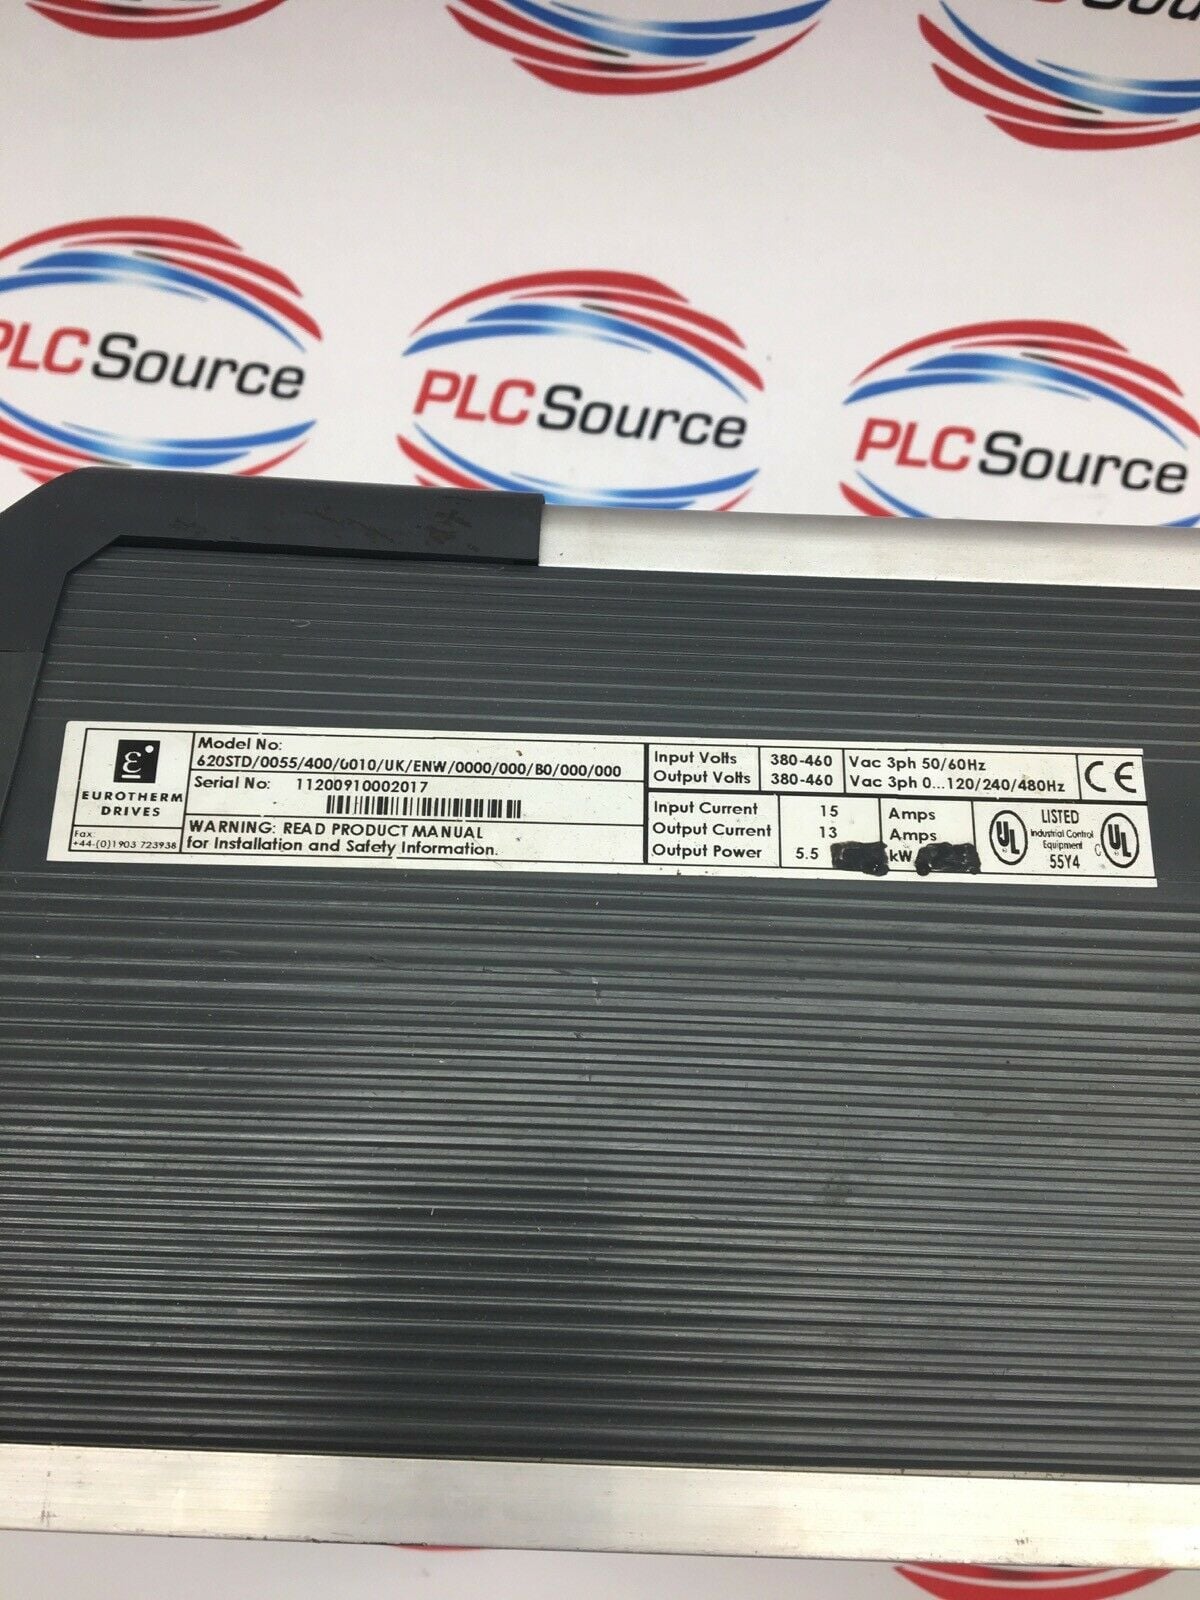 PLC Source
PLC Source
PLC Source
EUROTHERM
DRIVES
Fax:
+44-(0)1903 723938
Model No:
620STD/0055/400/0010/UK/ENW/0000/000/B0/000/000
Serial No: 11200910002017
WARNING: READ PRODUCT MANUAL
for Installation and Safety Information.
Input Volts 380-460 Vac 3ph 50/60Hz
Output Volts 380-460 Vac 3ph 0...120/240/480Hz
CE
Input Current 15 Amps
Output Current 13 Amps
Output Power 5.5 kW
UL
LISTED
Industrial Control
Equipment
55Y4
C UL